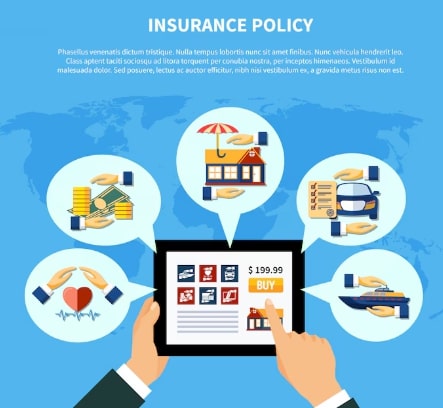 INSURANCE POLICY
Phasellus venenatis dictum tristique. Nulla tempus lobortis nunc sit amet finibus. Nunc vehicula hendrerit leo.
Class aptent taciti sociosqu ad litora torquent per conubia nostra, per inceptos himenaeos. Vestibulum id
malesuada dolor. Sed posuere, lectus ac auctor efficitur, nibh nisi vestibulum ex, a gravida metus risus non est.
$ 199.99
BUY